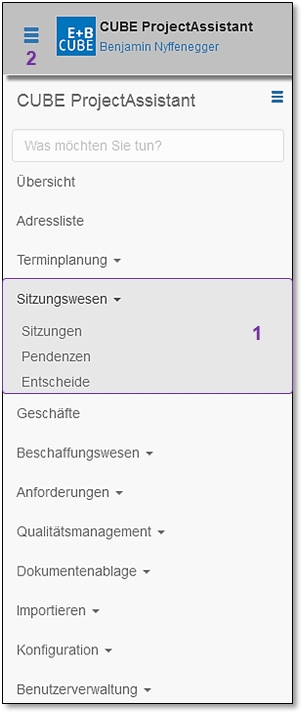 E+B
CUBE
CUBE ProjectAssistant
Benjamin Nyffenegger
2
CUBE ProjectAssistant
Was möchten Sie tun?
Übersicht
Adressliste
Terminplanung
Sitzungswesen
1
Sitzungen
Pendenzen
Entscheide
Geschäfte
Beschaffungswesen
Anforderungen
Qualitätsmanagement
Dokumentenablage
Importieren
Konfiguration
Benutzerverwaltung